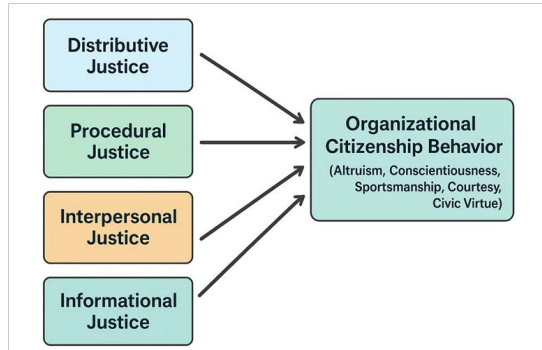 Distributive
Justice
Procedural
Justice
Interpersonal
Justice
Informational
Justice
Organizational
Citizenship Behavior
(Altruism, Conscientiousness,
Sportsmanship, Courtesy,
Civic Virtue)